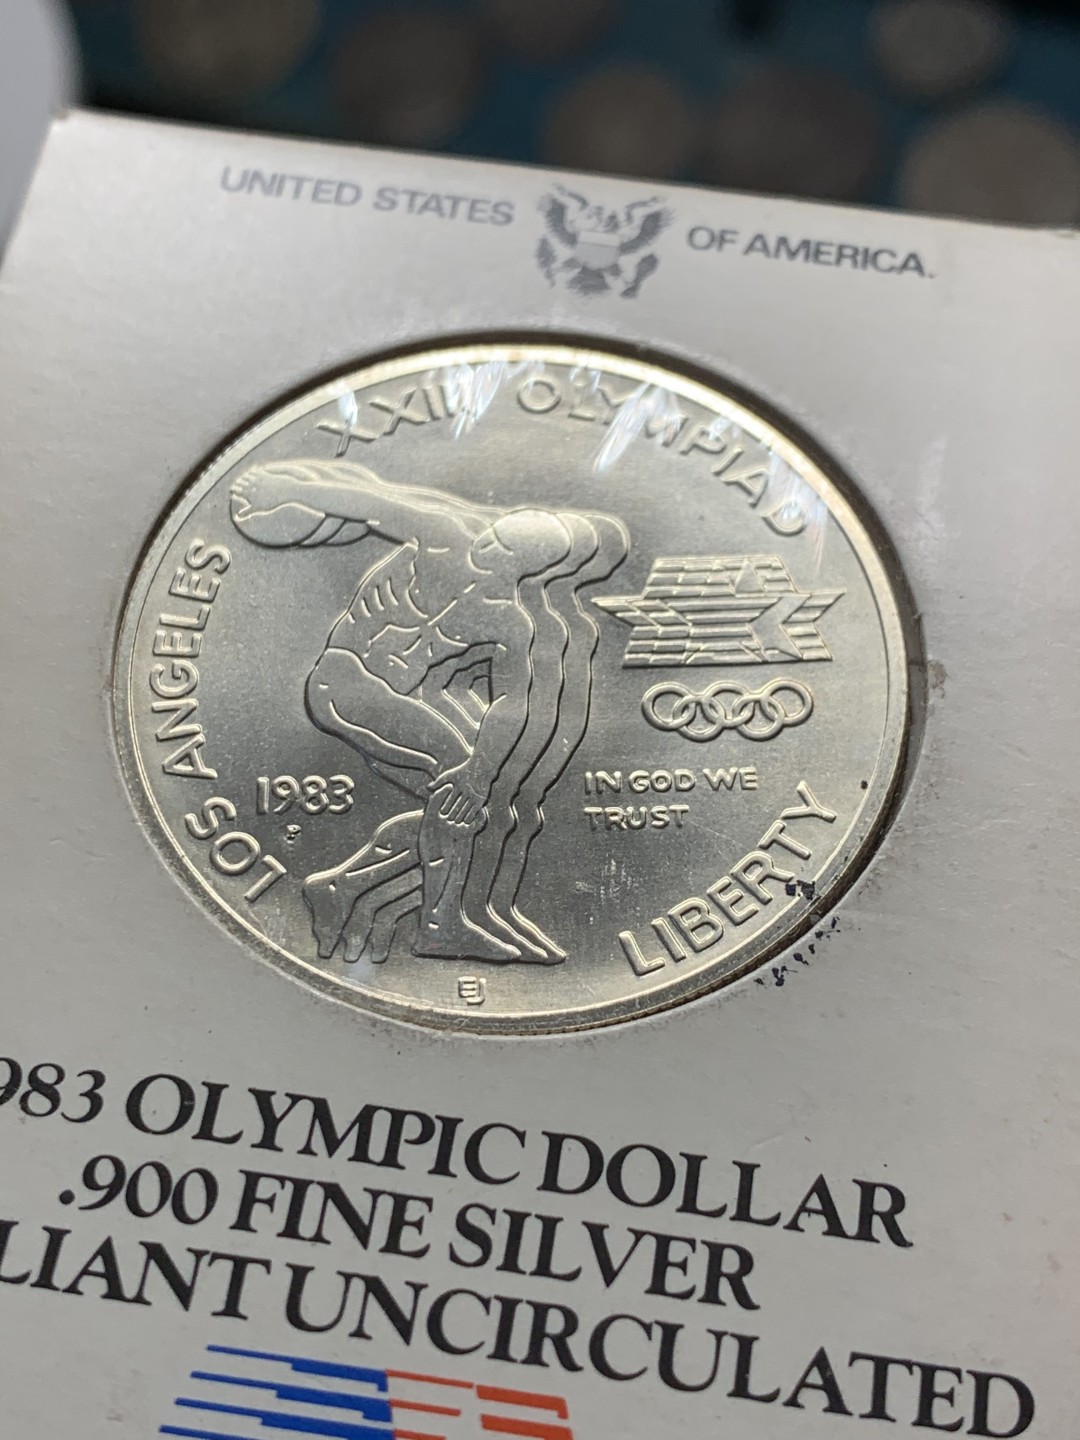 UNITED STATES OF AMERICA.
XXIII OLYMPIAD
LOS ANGELES
1983
P
IN GOD WE
TRUST
LIBERTY
EJ
983 OLYMPIC DOLLAR
.900 FINE SILVER
LIANT UNCIRCULATED